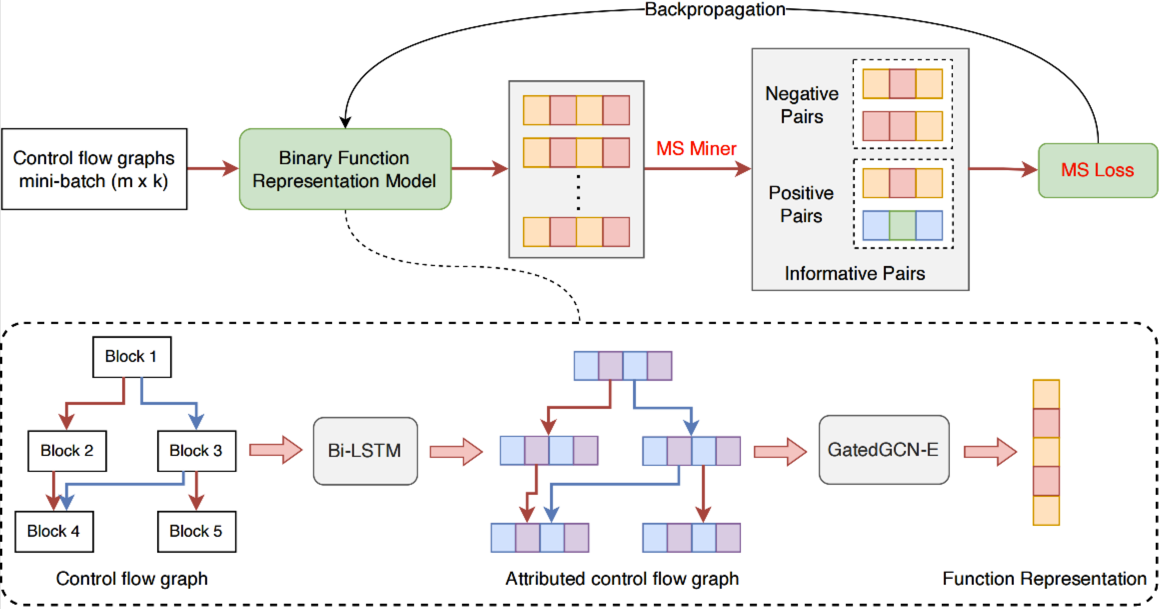 Backpropagation
Control flow graphs
mini-batch (m x k)
Binary Function
Representation Model
MS Miner
Negative
Pairs
Positive
Pairs
Informative Pairs
MS Loss
Block 1
Block 2
Block 3
Block 4
Block 5
Control flow graph
Bi-LSTM
Attributed control flow graph
GatedGCN-E
Function Representation